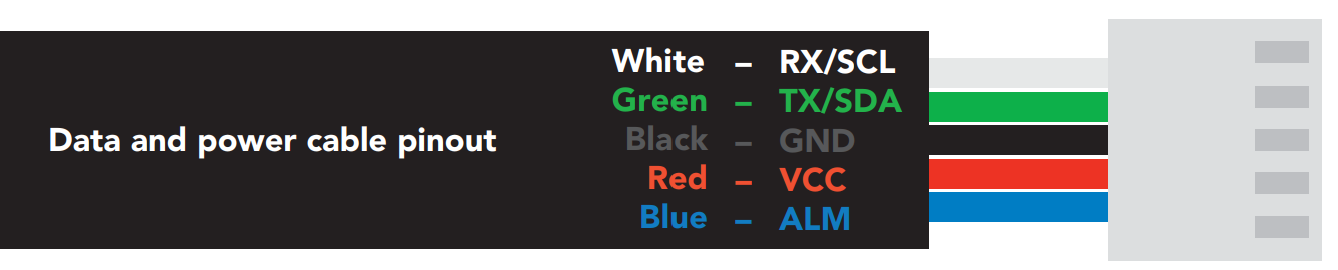 Data and power cable pinout
White – RX/SCL
Green – TX/SDA
Black – GND
Red – VCC
Blue – ALM